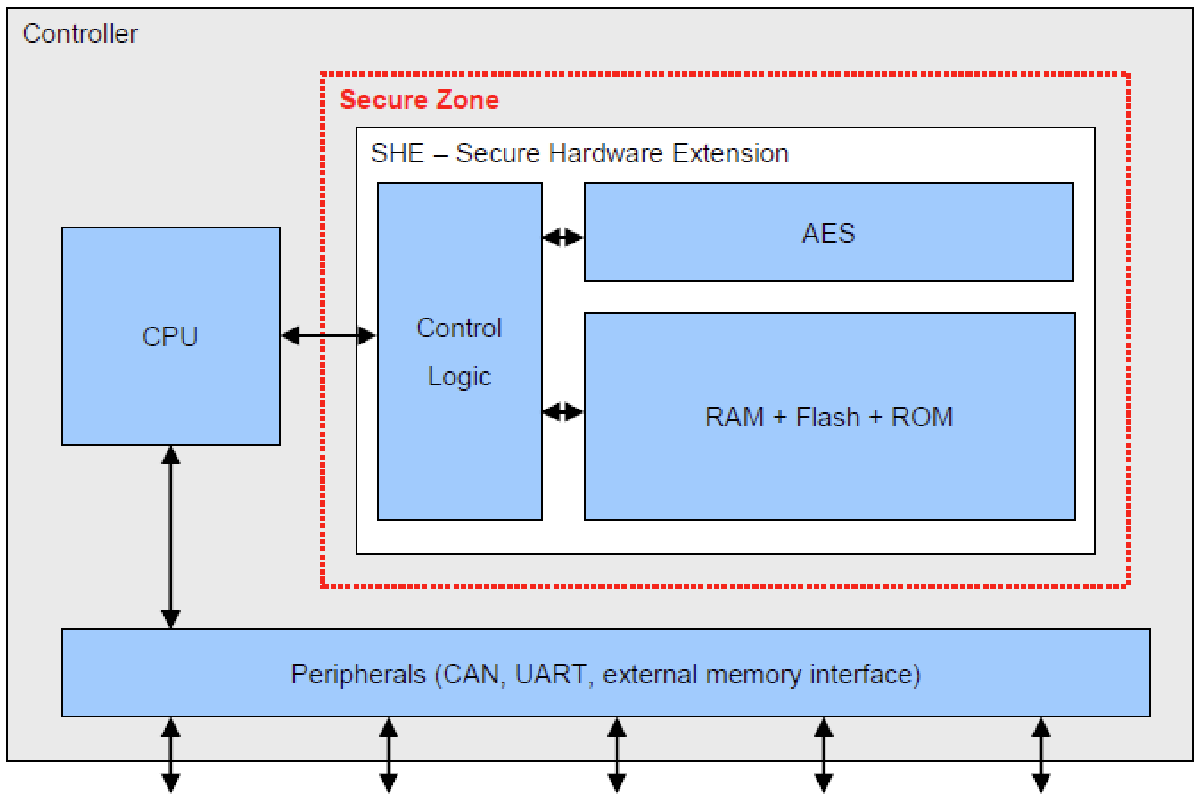 Controller
Secure Zone
SHE – Secure Hardware Extension
AES
CPU
Control
Logic
RAM + Flash + ROM
Peripherals (CAN, UART, external memory interface)